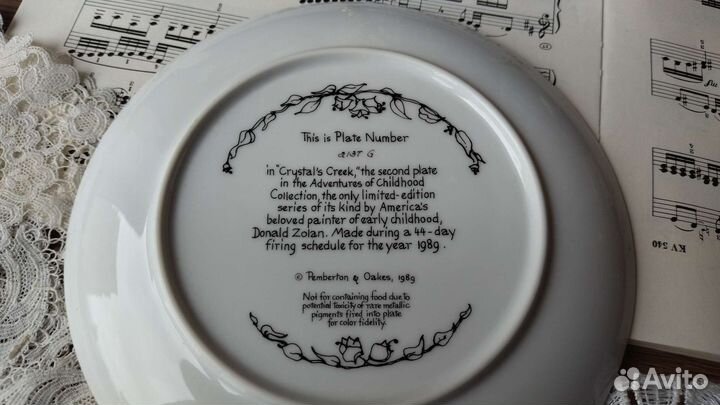 This is Plate Number
2137 G
in "Crystal's Creek," the second plate
in the Adventures of Childhood
Collection, the only limited-edition
series of its kind by America's
beloved painter of early childhood,
Donald Zolan. Made during a 44-day
firing schedule for the year 1989.
© Pemberton & Oakes, 1989
Not for containing food due to
potential toxicity of rare metallic
pigments fired into plate
for color fidelity.
KV 540
Avito